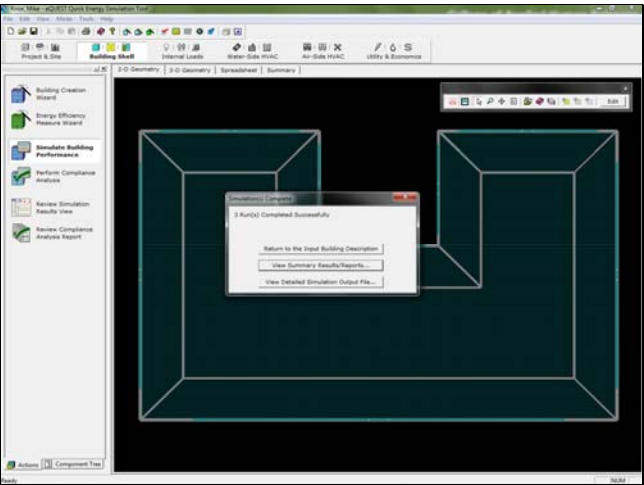 Knox_Mike - eQUEST Quick Energy Simulation Tool
File Edit View Mode Tools Help
Project & Site
Building Shell
Internal Loads
Water-Side HVAC
Air-Side HVAC
Utility & Economics
2-D Geometry
3-D Geometry
Spreadsheet
Summary
Building Creation
Wizard
Energy Efficiency
Measure Wizard
Simulate Building
Performance
Perform Compliance
Analysis
Review Simulation
Results View
Review Compliance
Analysis Report
Edit
Simulation(s) Complete
3 Run(s) Completed Successfully
Return to the Input Building Description
View Summary Results/Reports...
View Detailed Simulation Output File...
Actions
Component Tree
Ready
NUM